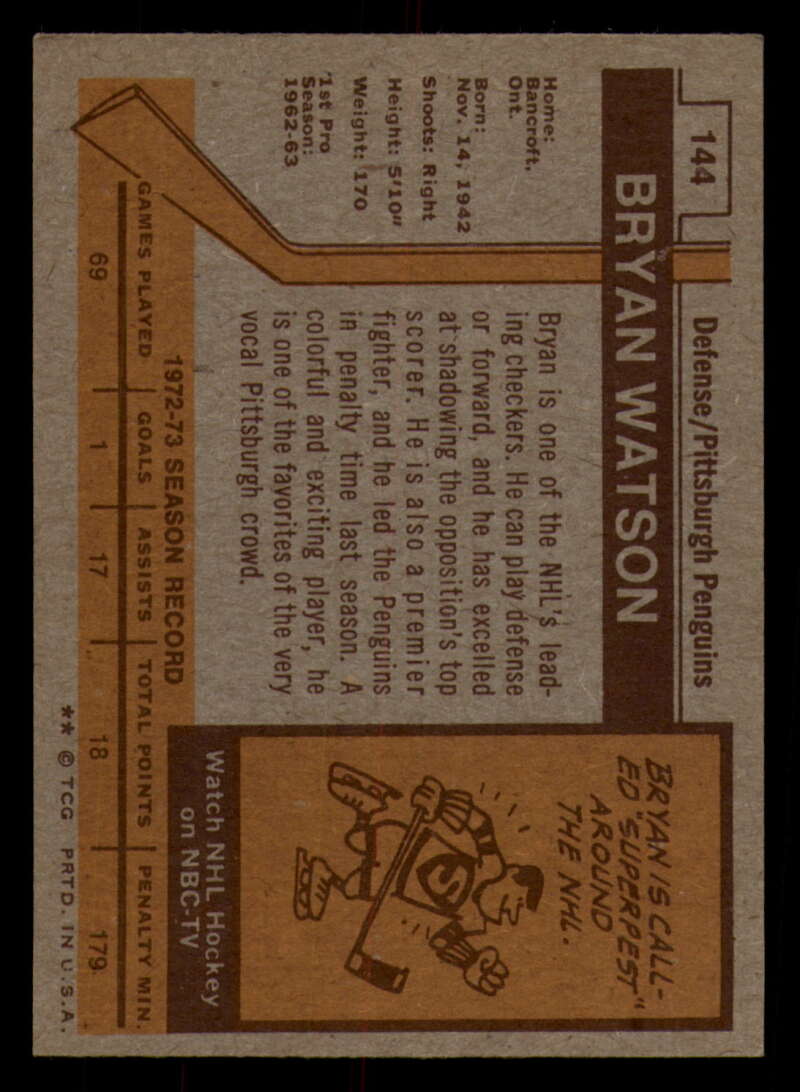 144
Defense/Pittsburgh Penguins
BRYAN WATSON
Home:
Bancroft,
Ont.
Born:
Nov. 14, 1942
Shoots: Right
Height: 5'10"
Weight: 170
1st Pro
Season:
1962-63
Bryan is one of the NHL's lead-
ing checkers. He can play defense
or forward, and he has excelled
at shadowing the opposition's top
scorer. He is also a premier
fighter, and he led the Penguins
in penalty time last season. A
colorful and exciting player, he
is one of the favorites of the very
vocal Pittsburgh crowd.
BRYAN IS CALL-
ED "SUPERPEST"
AROUND
THE NHL.
S
Watch NHL Hockey
on NBC-TV
1972-73 SEASON RECORD
GAMES PLAYED GOALS ASSISTS TOTAL POINTS PENALTY MIN.
69 1 17 18 179
** © TCG PRTD. IN U.S.A.